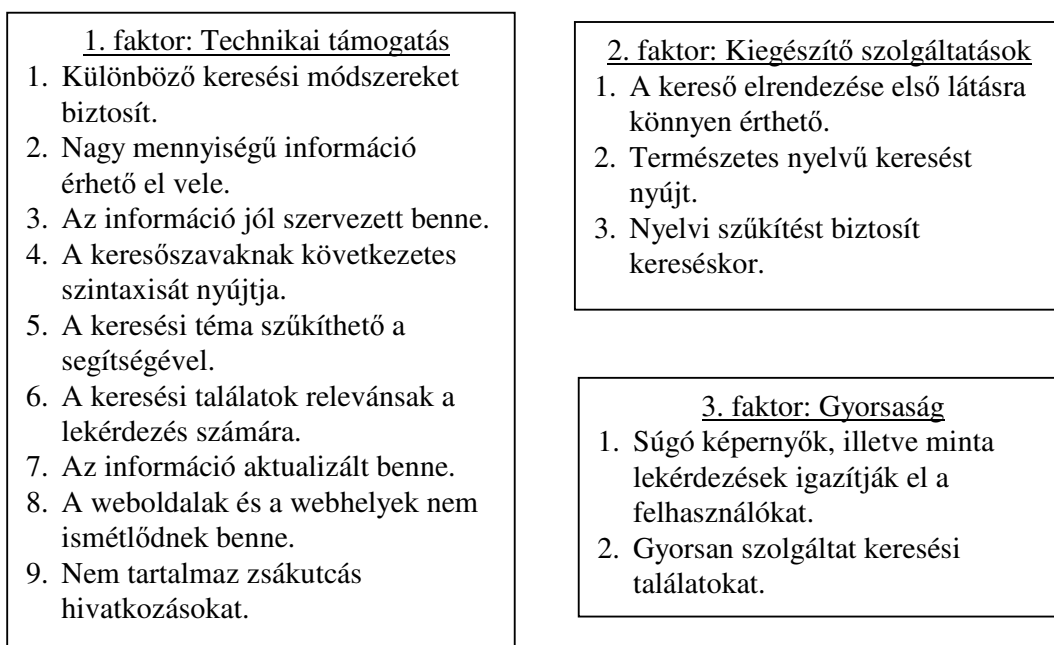 1. faktor: Technikai támogatás
1. Különböző keresési módszereket
biztosít.
2. Nagy mennyiségű információ
érhető el vele.
3. Az információ jól szervezett benne.
4. A keresőszavaknak következetes
szintaxisát nyújtja.
5. A keresési téma szűkíthető a
segítségével.
6. A keresési találatok relevánsak a
lekérdezés számára.
7. Az információ aktualizált benne.
8. A weboldalak és a webhelyek nem
ismétlődnek benne.
9. Nem tartalmaz zsákutcás
hivatkozásokat.
2. faktor: Kiegészítő szolgáltatások
1. A kereső elrendezése első látásra
könnyen érthető.
2. Természetes nyelvű keresést
nyújt.
3. Nyelvi szűkítést biztosít
kereséskor.
3. faktor: Gyorsaság
1. Súgó képernyők, illetve minta
lekérdezések igazítják el a
felhasználókat.
2. Gyorsan szolgáltat keresési
találatokat.